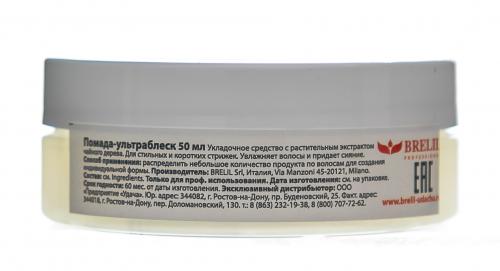 Помада-ультраблеск 50 мл Укладочное средство с растительным экстрактом
чайного дерева. Для стильных и коротких стрижек. Увлажняет волосы и придает сияние.
Способ применения: распределить небольшое количество продукта по волосам для создания
индивидуальной формы. Производитель: BRELIL Srl, Италия, Via Manzoni 45-20121, Milano.
Состав: см. Ingredients. Только для проф. использования. Дата изготовления: см. на упаковке.
Срок годности: 60 мес. от даты изготовления. Эксклюзивный дистрибьютор: ООО
«Предприятие «Удача». Юр. адрес: 344082, г. Ростов-на-Дону, пр. Буденовский, 25. Факт. адрес:
344018, г. Ростов-на-Дону, пер. Доломановский, 130. т.: 8 (863) 232-19-38, 8 (800) 707-72-62.
BRELIL
PROFESSIONAL
EAC
www.brelil-udacha.r